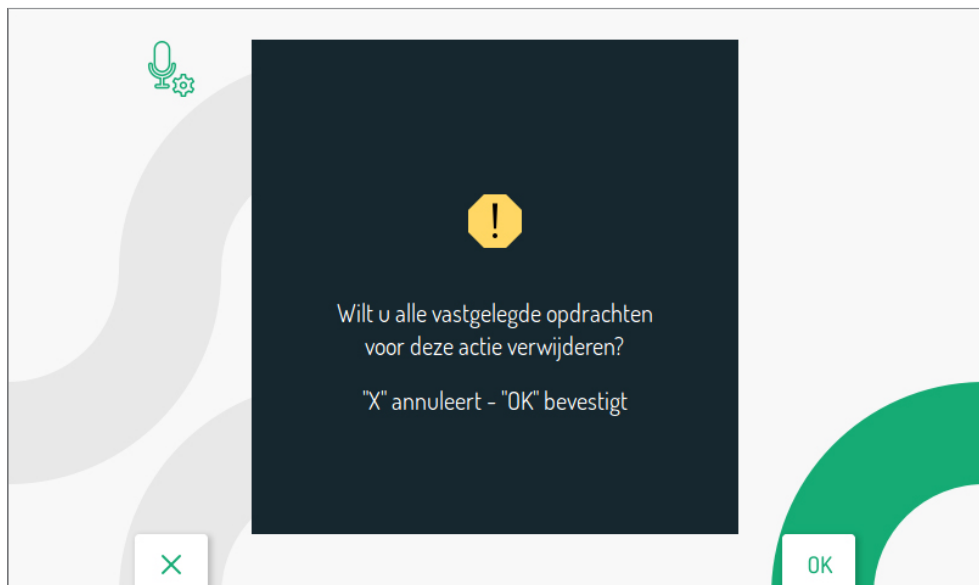 !
Wilt u alle vastgelegde opdrachten
voor deze actie verwijderen?
"X" annuleert - "OK" bevestigt
OK